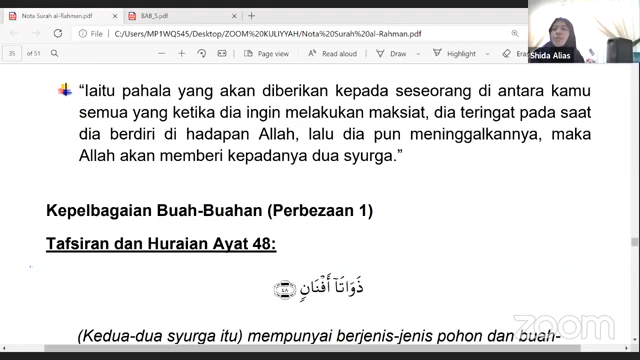 Nota Surah al-Rahman.pdf
BAB_5.pdf
File
C:/Users/MP1WQ545/Desktop/ZOOM%20KULIYYAH/Nota%20Surah%20al-Rahman.pdf
35 of 51
Page view
Read aloud
Draw
Highlight
Shida Alias
“Iaitu pahala yang akan diberikan kepada seseorang di antara kamu
semua yang ketika dia ingin melakukan maksiat, dia teringat pada saat
dia berdiri di hadapan Allah, lalu dia pun meninggalkannya, maka
Allah akan memberi kepadanya dua syurga.”
Kepelbagaian Buah-Buahan (Perbezaan 1)
Tafsiran dan Huraian Ayat 48:
ذَوَاتَآ أَفْنَانٍ ٤٨
(Kedua-dua syurga itu) mempunyai berjenis-jenis pohon dan buah-
zoom